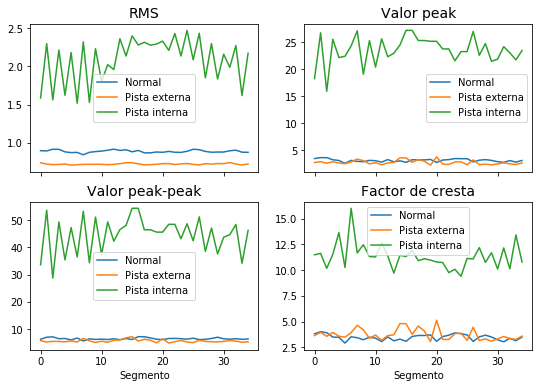 RMS
2.5
2.0
1.5
1.0
Normal
Pista externa
Pista interna
Valor peak
25
20
15
10
5
Normal
Pista externa
Pista interna
Valor peak-peak
50
40
30
20
10
Normal
Pista externa
Pista interna
0
10
20
30
Segmento
Factor de cresta
15.0
12.5
10.0
7.5
5.0
2.5
Normal
Pista externa
Pista interna
0
10
20
30
Segmento